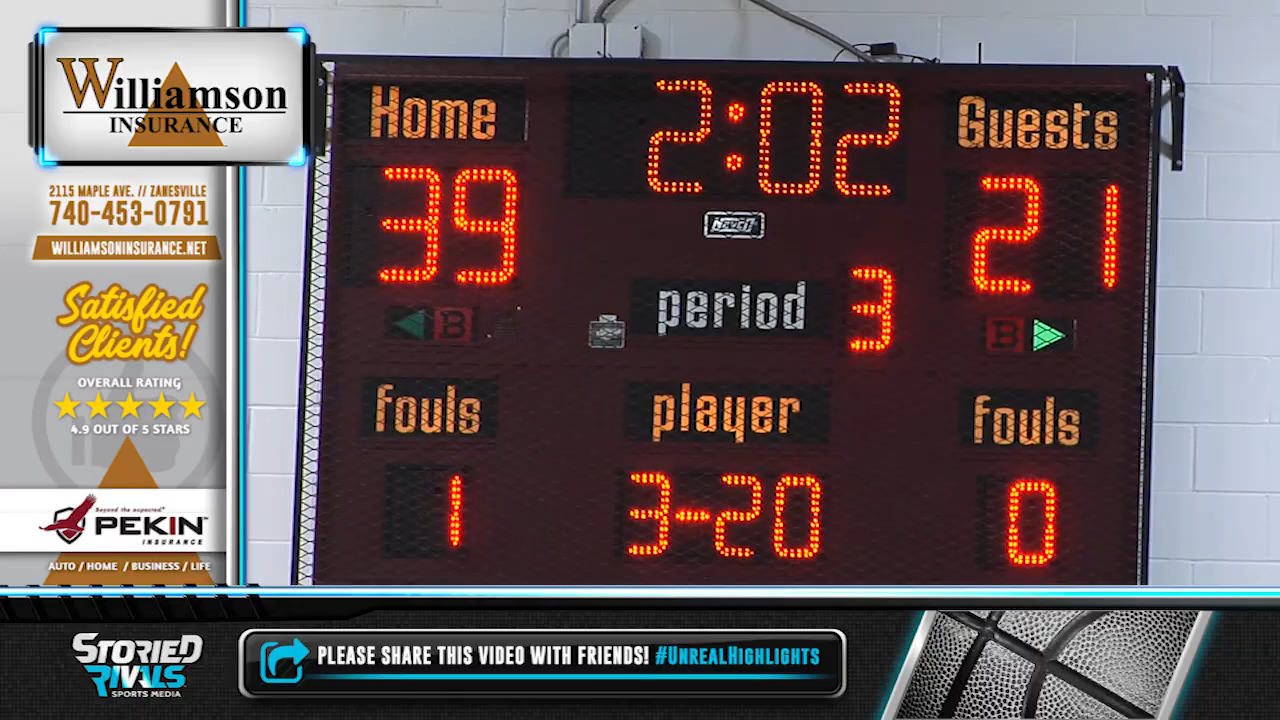 Williamson
INSURANCE
2115 MAPLE AVE. // ZANESVILLE
740-453-0791
WILLIAMSONINSURANCE.NET
Satisfied
Clients!
OVERALL RATING
4.9 OUT OF 5 STARS
Beyond the expected.®
PEKIN™
INSURANCE
AUTO / HOME / BUSINESS / LIFE
Home
2:02
Guests
39
21
NEVCO
period
3
B
B
fouls
player
fouls
1
3-20
0
STORIED
RIVALS
SPORTS MEDIA
PLEASE SHARE THIS VIDEO WITH FRIENDS! #UNREALHIGHLIGHTS